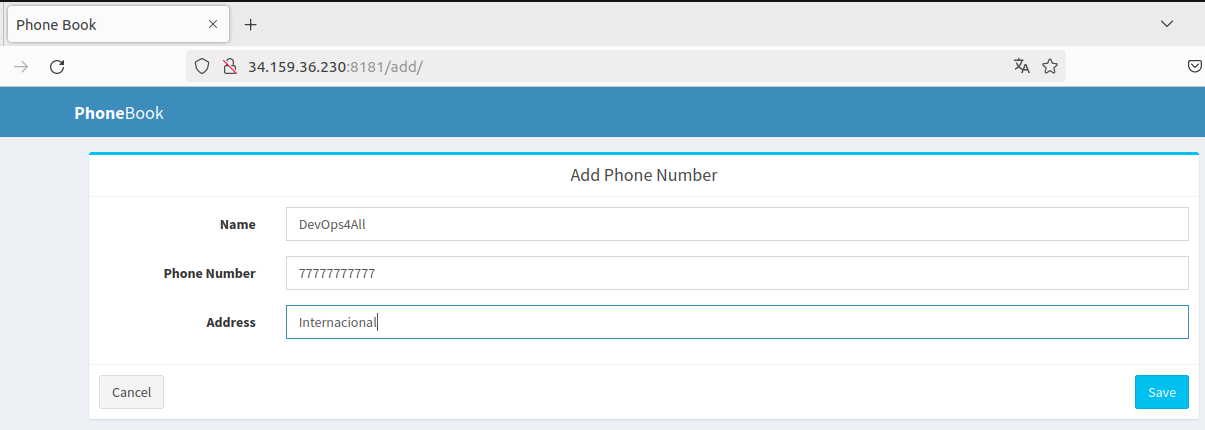 Phone Book
34.159.36.230:8181/add/
PhoneBook
Add Phone Number
Name DevOps4All
Phone Number 77777777777
Address Internacional
Cancel Save